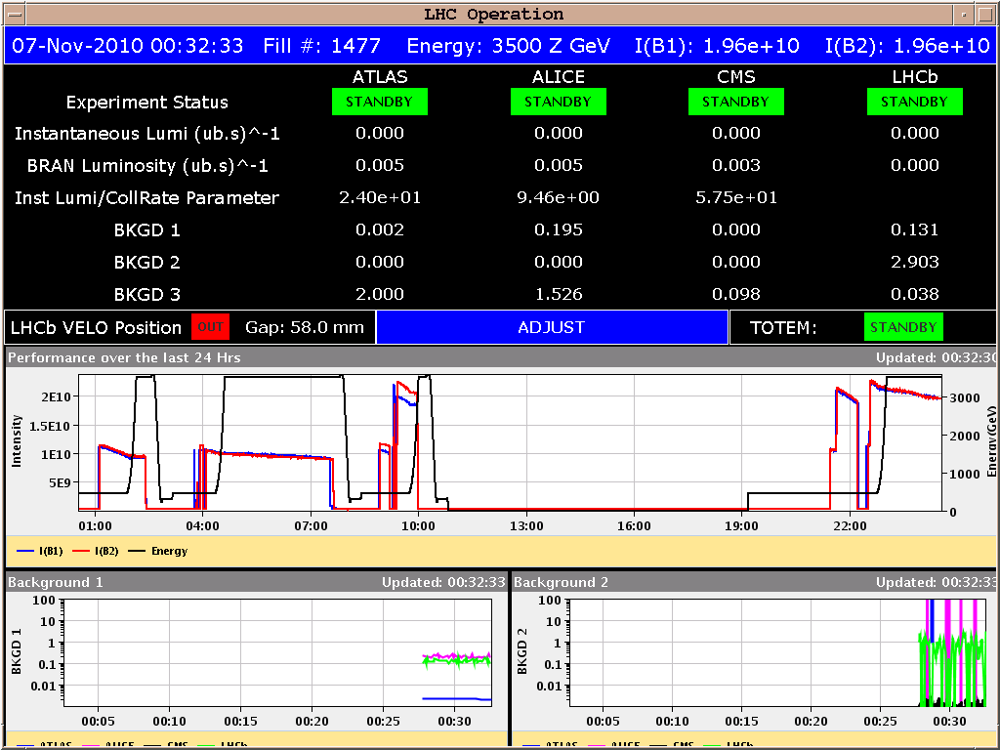 LHC Operation
07-Nov-2010 00:32:33 Fill #: 1477 Energy: 3500 Z GeV I(B1): 1.96e+10 I(B2): 1.96e+10
ATLAS ALICE CMS LHCb
Experiment Status STANDBY STANDBY STANDBY STANDBY
Instantaneous Lumi (ub.s)^-1 0.000 0.000 0.000 0.000
BRAN Luminosity (ub.s)^-1 0.005 0.005 0.003 0.000
Inst Lumi/CollRate Parameter 2.40e+01 9.46e+00 5.75e+01
BKGD 1 0.002 0.195 0.000 0.131
BKGD 2 0.000 0.000 0.000 2.903
BKGD 3 2.000 1.526 0.098 0.038
LHCb VELO Position OUT Gap: 58.0 mm ADJUST TOTEM: STANDBY
Performance over the last 24 Hrs Updated: 00:32:30
Intensity
2E10
1.5E10
1E10
5E9
3000
2000
1000
0
Energy(GeV)
01:00 04:00 07:00 10:00 13:00 16:00 19:00 22:00
I(B1) I(B2) Energy
Background 1 Updated: 00:32:33
BKGD 1
100
10
1
0.1
0.01
00:05 00:10 00:15 00:20 00:25 00:30
ATLAS ALICE CMS LHCb
Background 2 Updated: 00:32:33
BKGD 2
100
10
1
0.1
0.01
00:05 00:10 00:15 00:20 00:25 00:30
ATLAS ALICE CMS LHCb